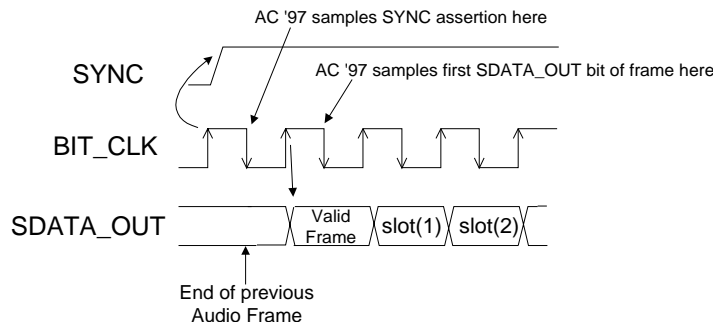 AC '97 samples SYNC assertion here
SYNC
AC '97 samples first SDATA_OUT bit of frame here
BIT_CLK
SDATA_OUT
Valid
Frame
slot(1)
slot(2)
End of previous
Audio Frame